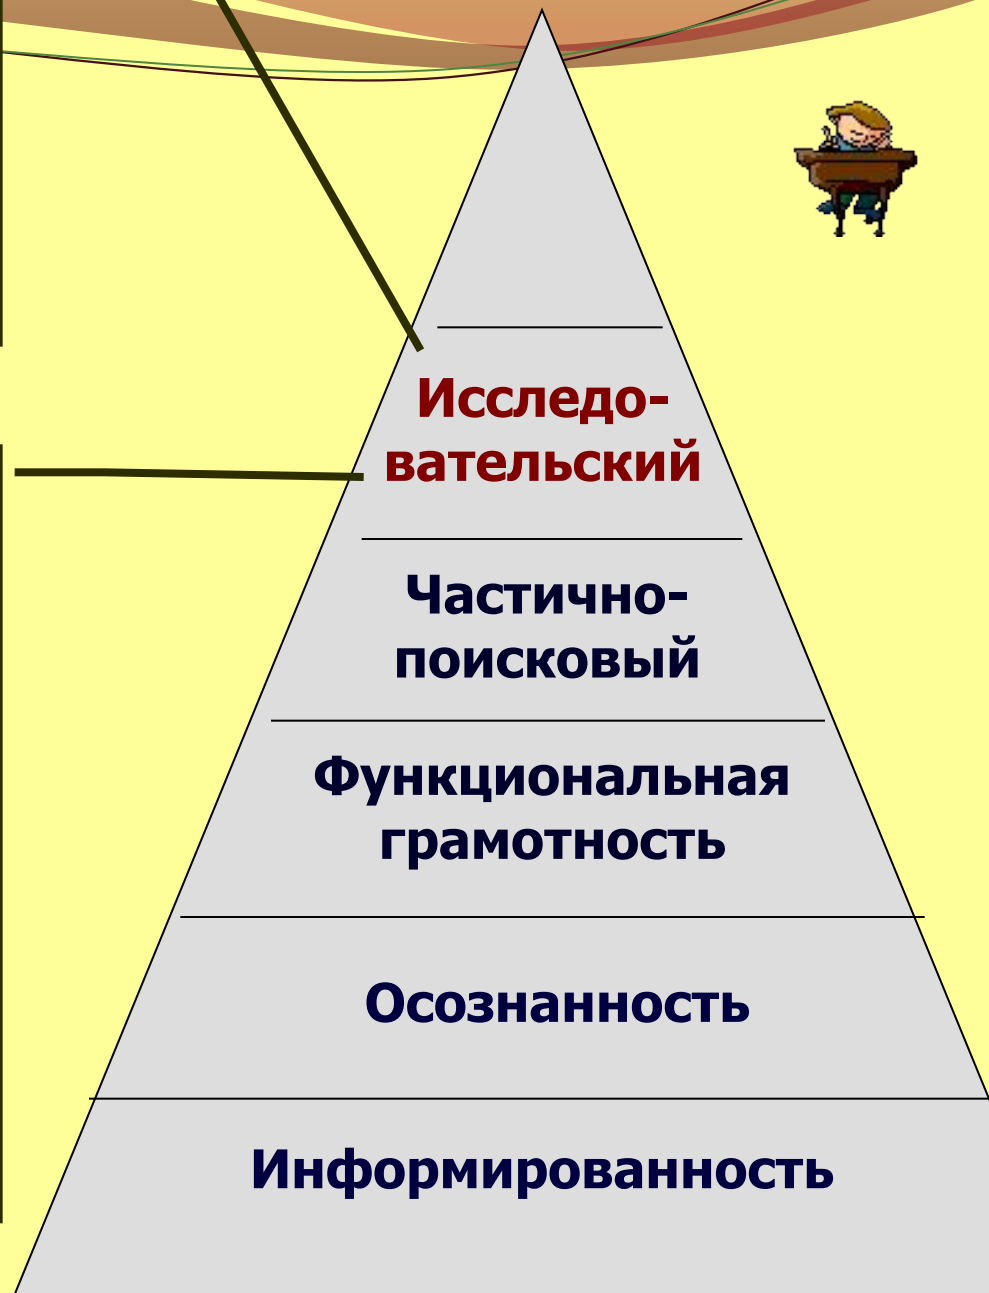 Исследо-
вательский
Частично-
поисковый
Функциональная
грамотность
Осознанность
Информированность